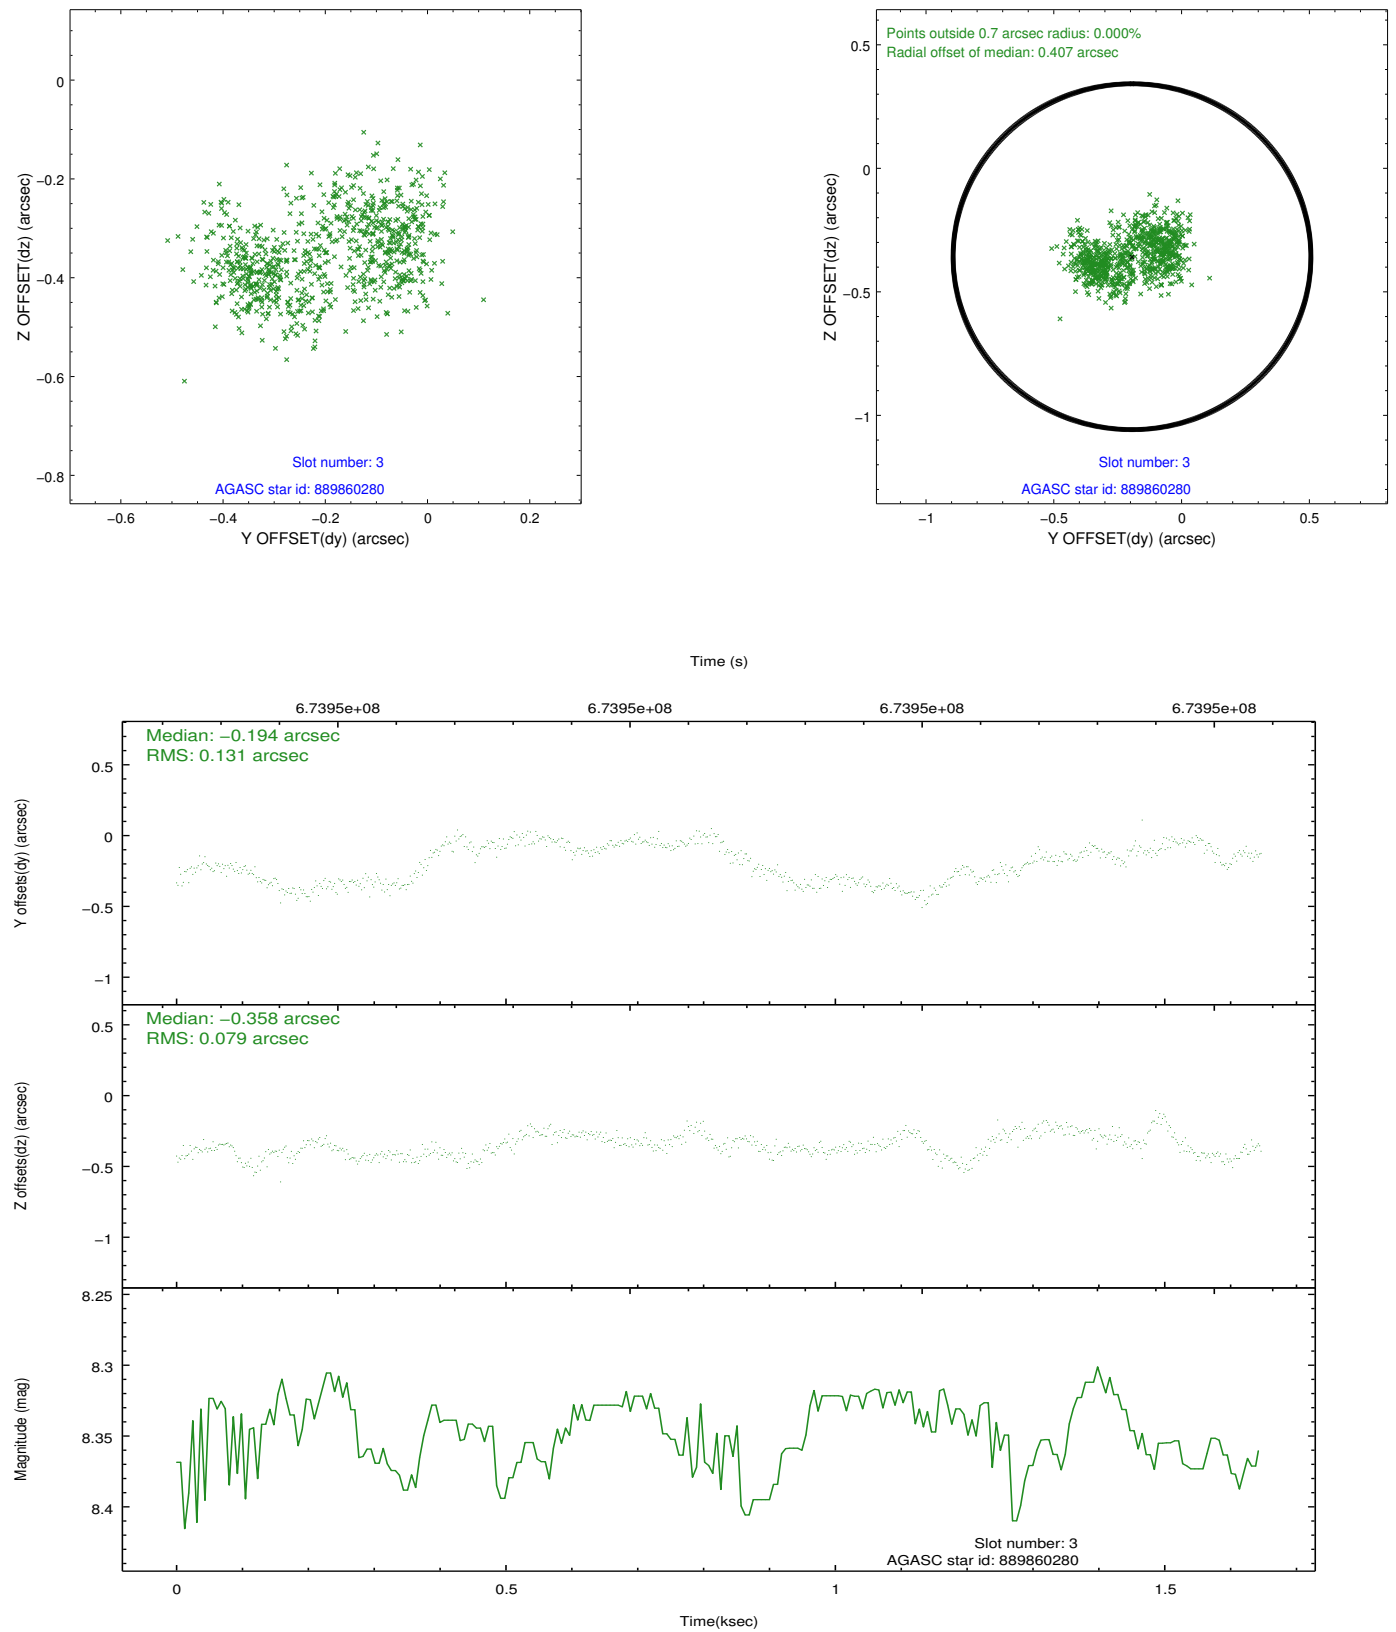 0
−0.2
−0.4
−0.6
−0.8
Z OFFSET(dz) (arcsec)
Slot number: 3
AGASC star id: 889860280
−0.6
−0.4
−0.2
0
0.2
Y OFFSET(dy) (arcsec)
Points outside 0.7 arcsec radius: 0.000%
Radial offset of median: 0.407 arcsec
0.5
0
−0.5
−1
Z OFFSET(dz) (arcsec)
Slot number: 3
AGASC star id: 889860280
−1
−0.5
0
0.5
Y OFFSET(dy) (arcsec)
Time (s)
6.7395e+08
6.7395e+08
6.7395e+08
6.7395e+08
Median: −0.194 arcsec
RMS: 0.131 arcsec
0.5
0
−0.5
−1
Y offsets(dy) (arcsec)
Median: −0.358 arcsec
RMS: 0.079 arcsec
0.5
0
−0.5
−1
Z offsets(dz) (arcsec)
8.25
8.3
8.35
8.4
Magnitude (mag)
Slot number: 3
AGASC star id: 889860280
0
0.5
1
1.5
Time(ksec)